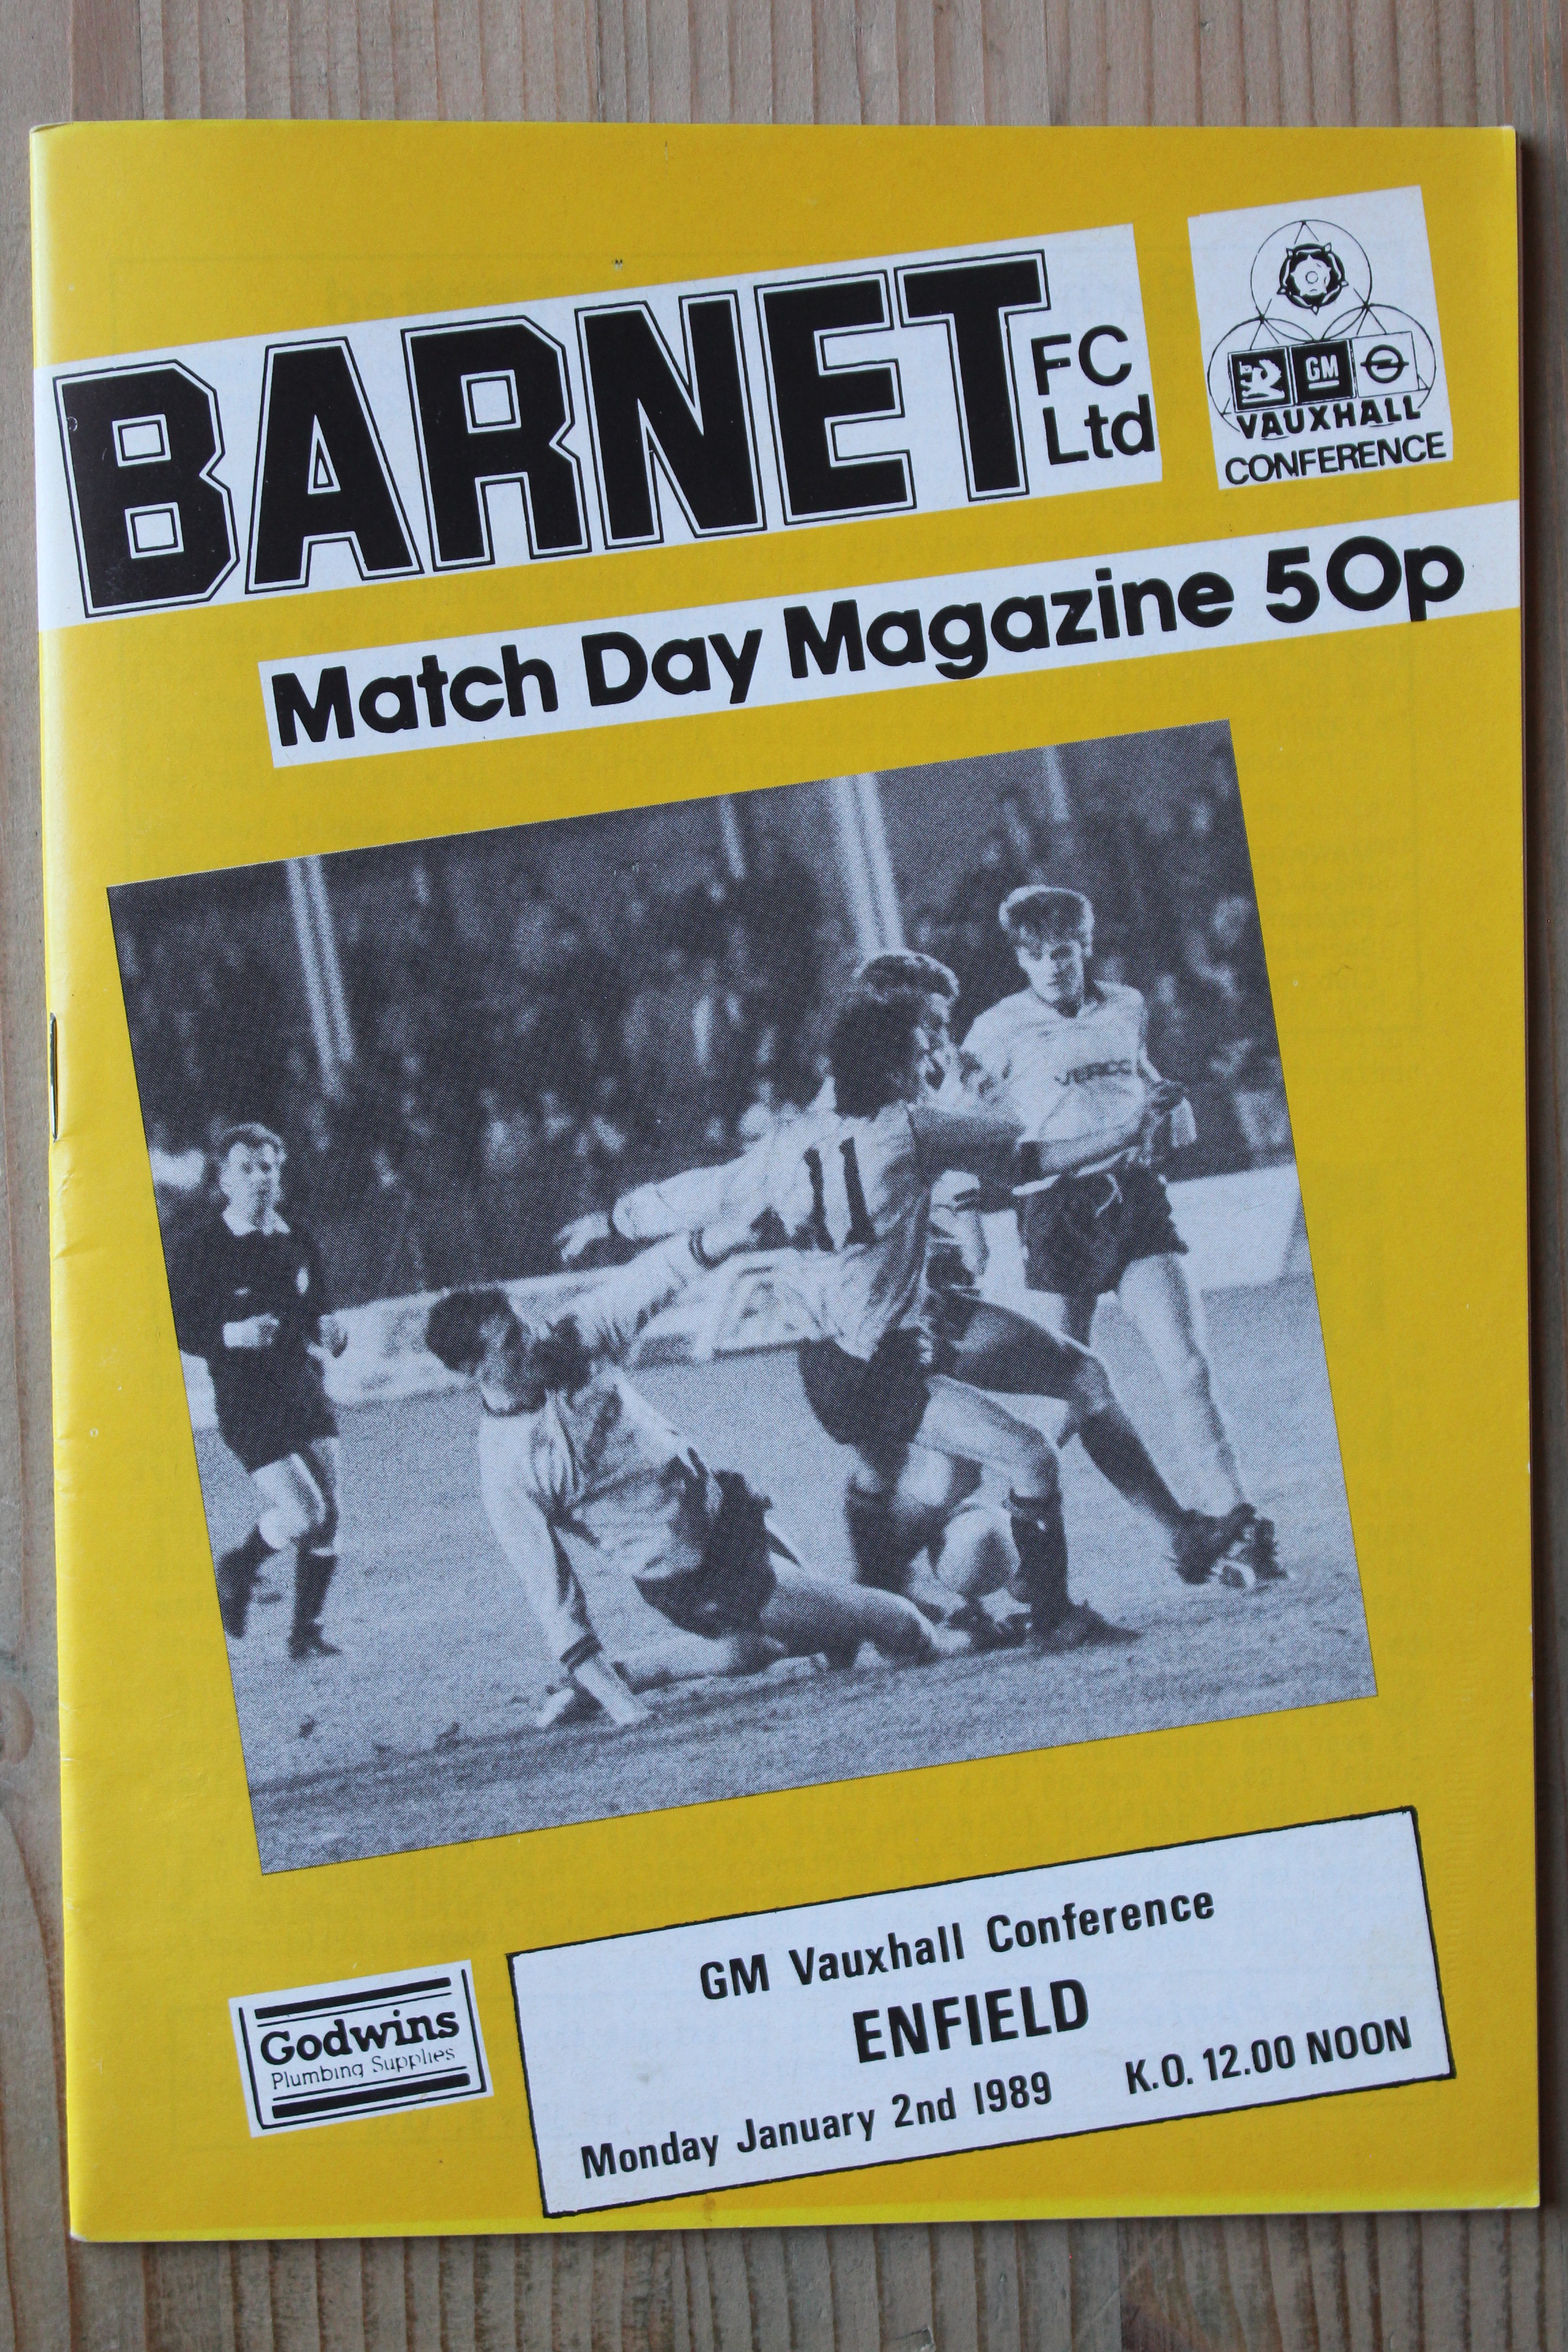 BARNET
FC
Ltd
GM
VAUXHALL
CONFERENCE
Match Day Magazine 50p
VERCO
11
GM Vauxhall Conference
ENFIELD
Monday January 2nd 1989 K.O. 12.00 NOON
Godwins
Plumbing Supplies